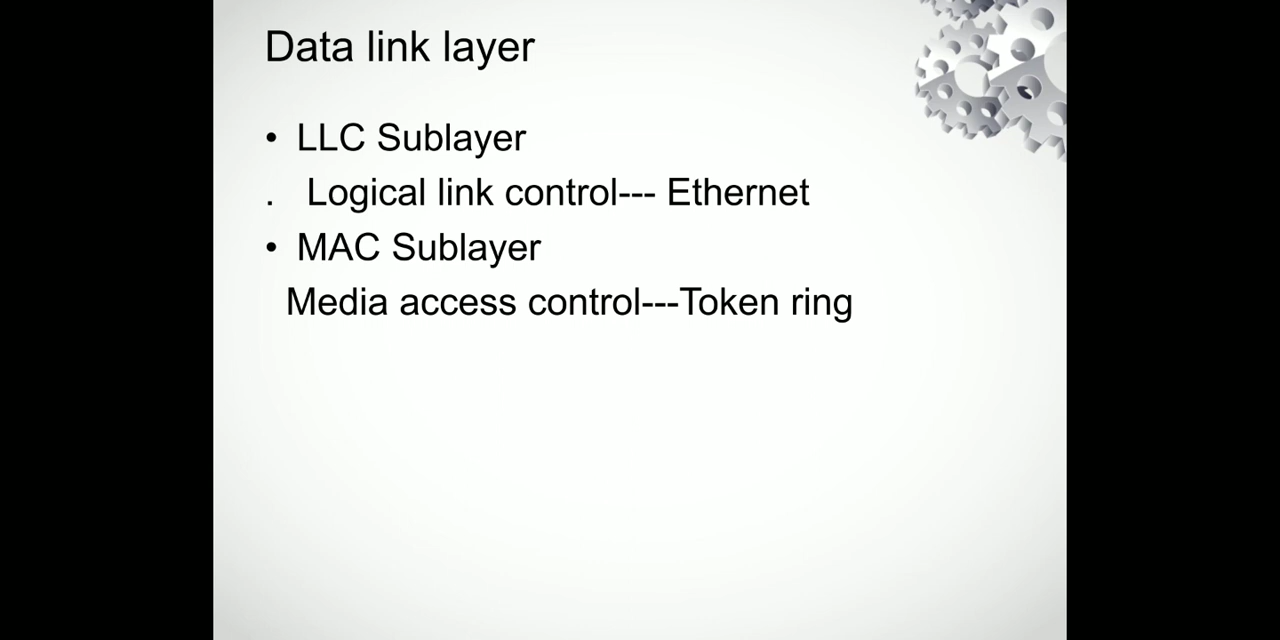 Data link layer
• LLC Sublayer
. Logical link control--- Ethernet
• MAC Sublayer
Media access control---Token ring